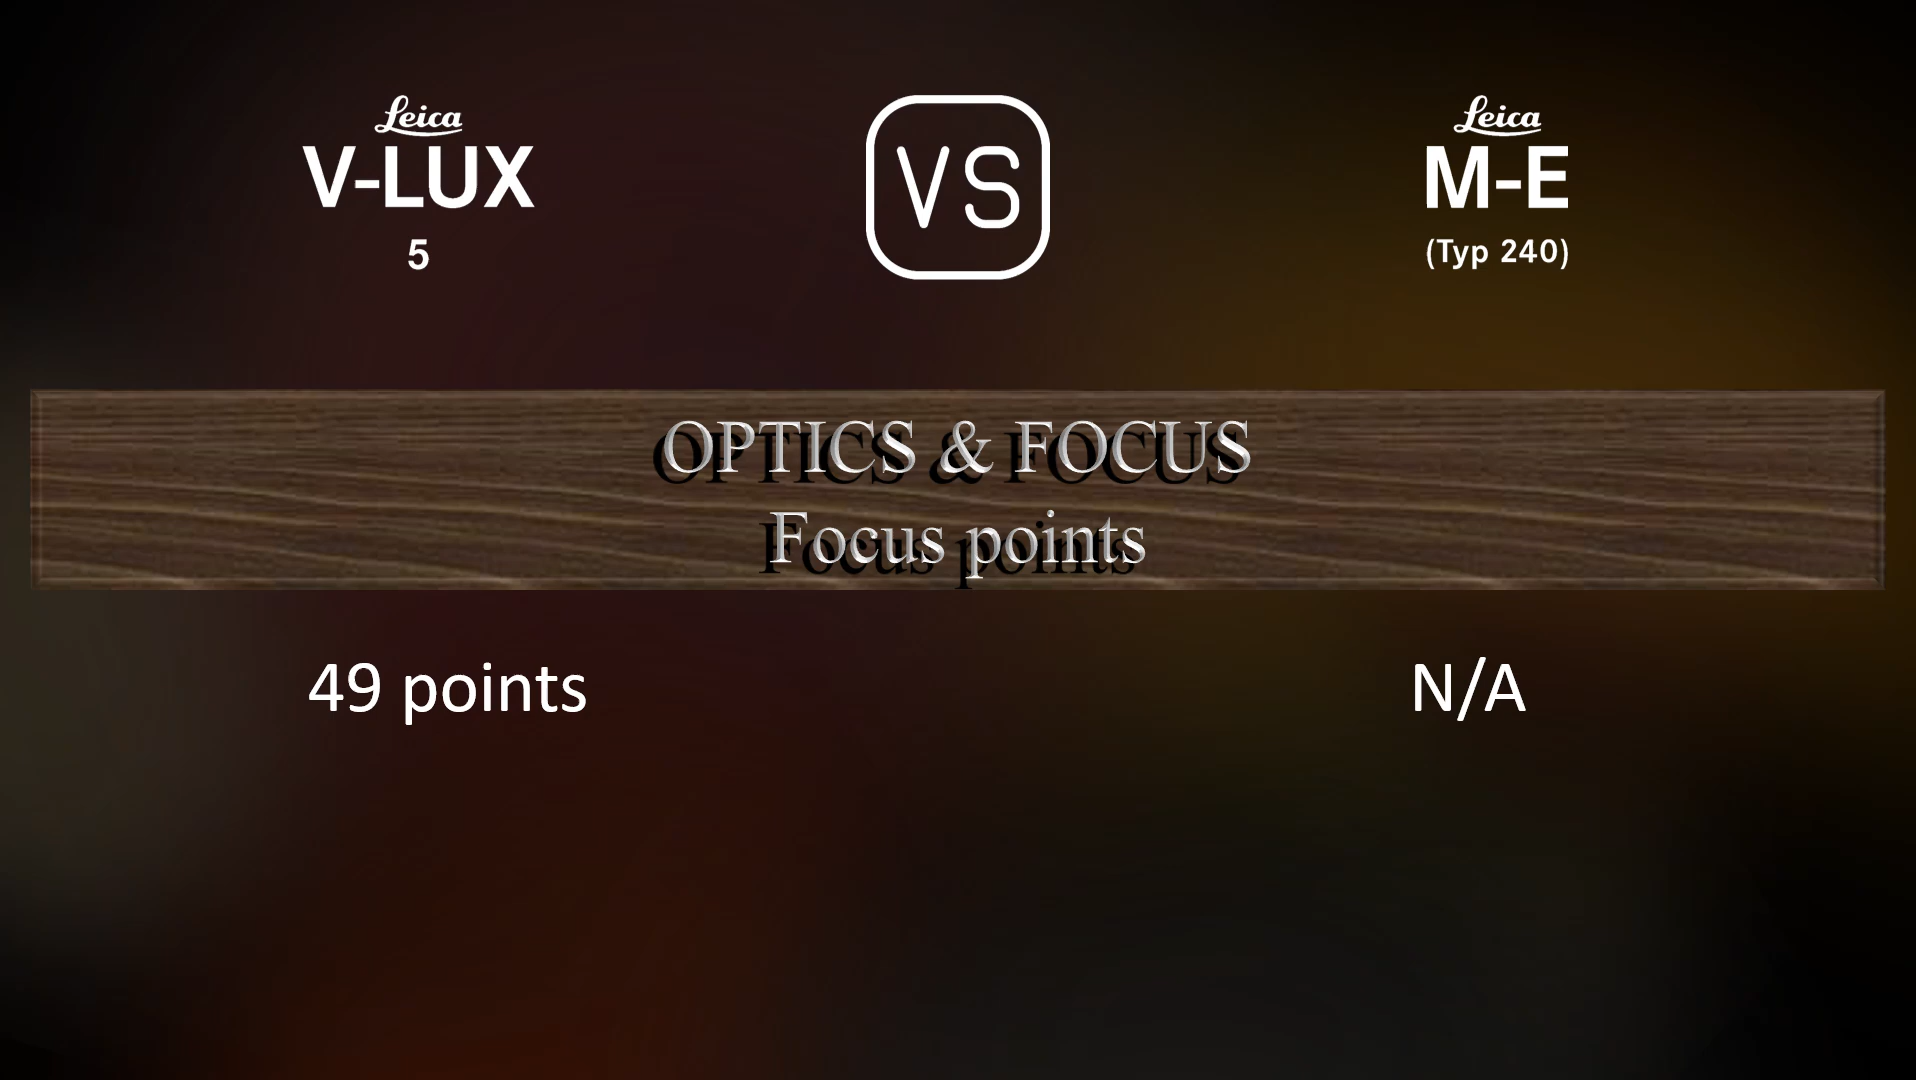 Leica
V-LUX
5
VS
Leica
M-E
(Typ 240)
OPTICS & FOCUS
Focus points
49 points
N/A